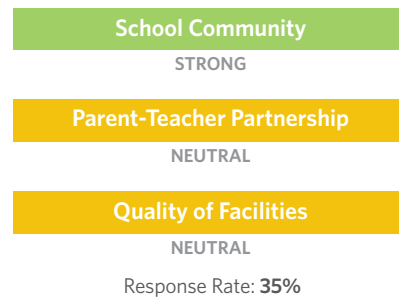 School Community
STRONG
Parent-Teacher Partnership
NEUTRAL
Quality of Facilities
NEUTRAL
Response Rate: 35%